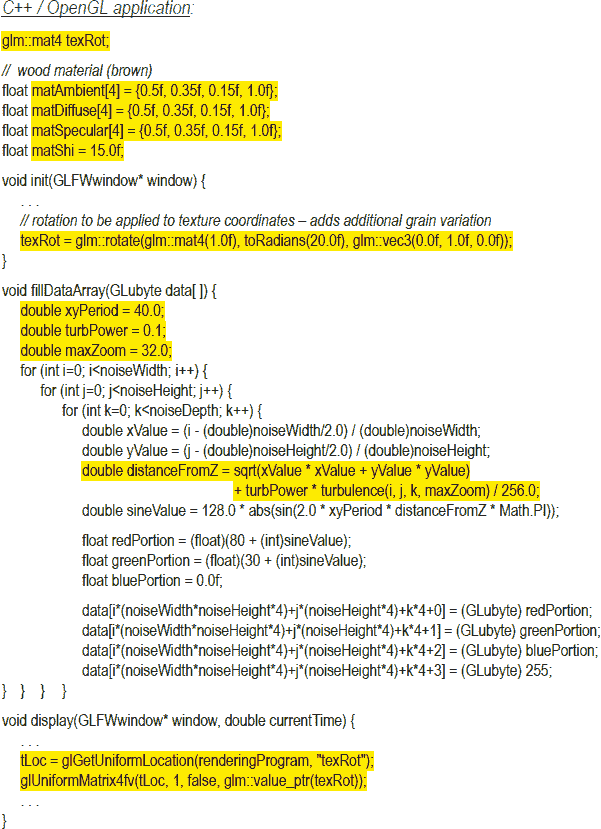 C++ / OpenGL application:
glm::mat4 texRot;
// wood material (brown)
float matAmbient[4] = {0.5f, 0.35f, 0.15f, 1.0f};
float matDiffuse[4] = {0.5f, 0.35f, 0.15f, 1.0f};
float matSpecular[4] = {0.5f, 0.35f, 0.15f, 1.0f};
float matShi = 15.0f;
void init(GLFWwindow* window) {
. . .
// rotation to be applied to texture coordinates – adds additional grain variation
texRot = glm::rotate(glm::mat4(1.0f), toRadians(20.0f), glm::vec3(0.0f, 1.0f, 0.0f));
}
void fillDataArray(GLubyte data[ ]) {
double xyPeriod = 40.0;
double turbPower = 0.1;
double maxZoom = 32.0;
for (int i=0; i<noiseWidth; i++) {
for (int j=0; j<noiseHeight; j++) {
for (int k=0; k<noiseDepth; k++) {
double xValue = (i - (double)noiseWidth/2.0) / (double)noiseWidth;
double yValue = (j - (double)noiseHeight/2.0) / (double)noiseHeight;
double distanceFromZ = sqrt(xValue * xValue + yValue * yValue)
+ turbPower * turbulence(i, j, k, maxZoom) / 256.0;
double sineValue = 128.0 * abs(sin(2.0 * xyPeriod * distanceFromZ * Math.PI));
float redPortion = (float)(80 + (int)sineValue);
float greenPortion = (float)(30 + (int)sineValue);
float bluePortion = 0.0f;
data[i*(noiseWidth*noiseHeight*4)+j*(noiseHeight*4)+k*4+0] = (GLubyte) redPortion;
data[i*(noiseWidth*noiseHeight*4)+j*(noiseHeight*4)+k*4+1] = (GLubyte) greenPortion;
data[i*(noiseWidth*noiseHeight*4)+j*(noiseHeight*4)+k*4+2] = (GLubyte) bluePortion;
data[i*(noiseWidth*noiseHeight*4)+j*(noiseHeight*4)+k*4+3] = (GLubyte) 255;
} } } }
void display(GLFWwindow* window, double currentTime) {
. . .
tLoc = glGetUniformLocation(renderingProgram, "texRot");
glUniformMatrix4fv(tLoc, 1, false, glm::value_ptr(texRot));
. . .
}